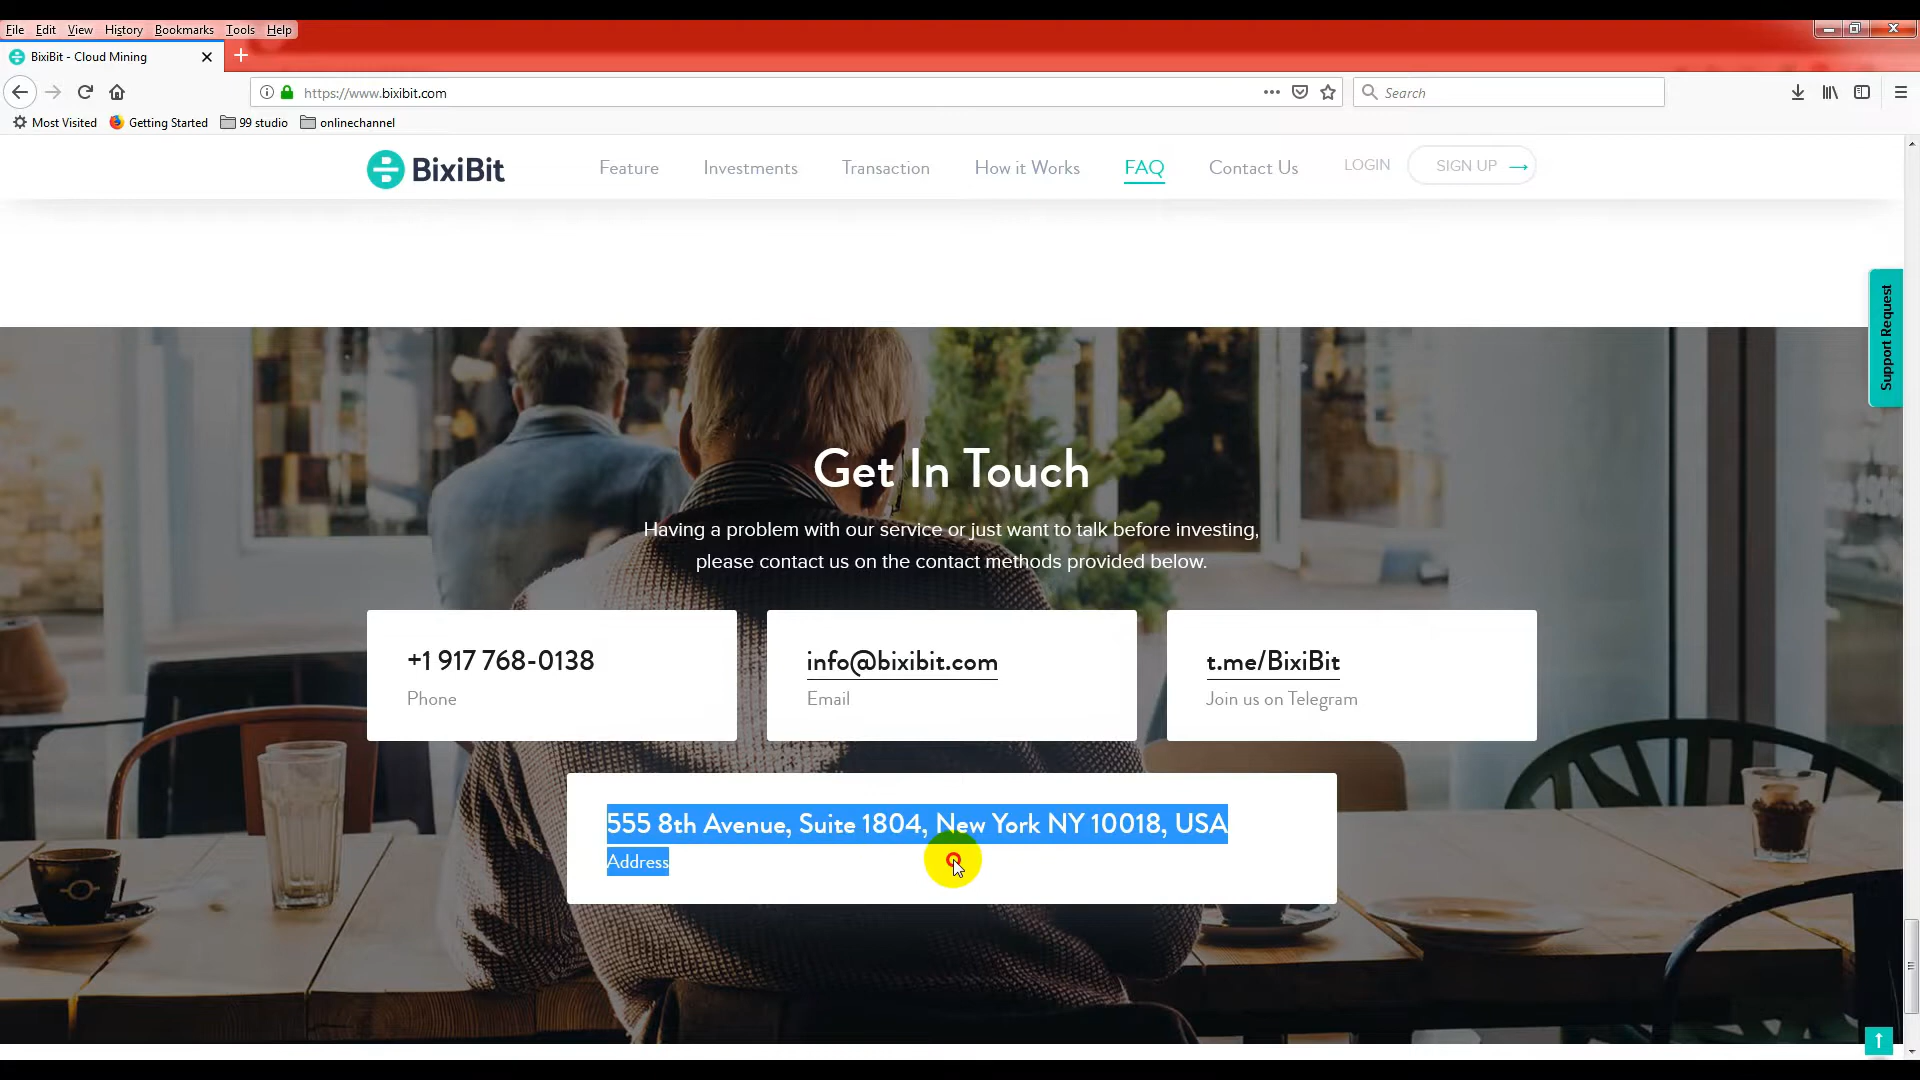 File Edit View History Bookmarks Tools Help
BixiBit - Cloud Mining
https://www.bixibit.com
Search
Most Visited Getting Started 99 studio onlinechannel
BixiBit Feature Investments Transaction How it Works FAQ Contact Us LOGIN SIGN UP →
Support Request
Get In Touch
Having a problem with our service or just want to talk before investing,
please contact us on the contact methods provided below.
+1 917 768-0138
Phone
info@bixibit.com
Email
t.me/BixiBit
Join us on Telegram
555 8th Avenue, Suite 1804, New York NY 10018, USA
Address